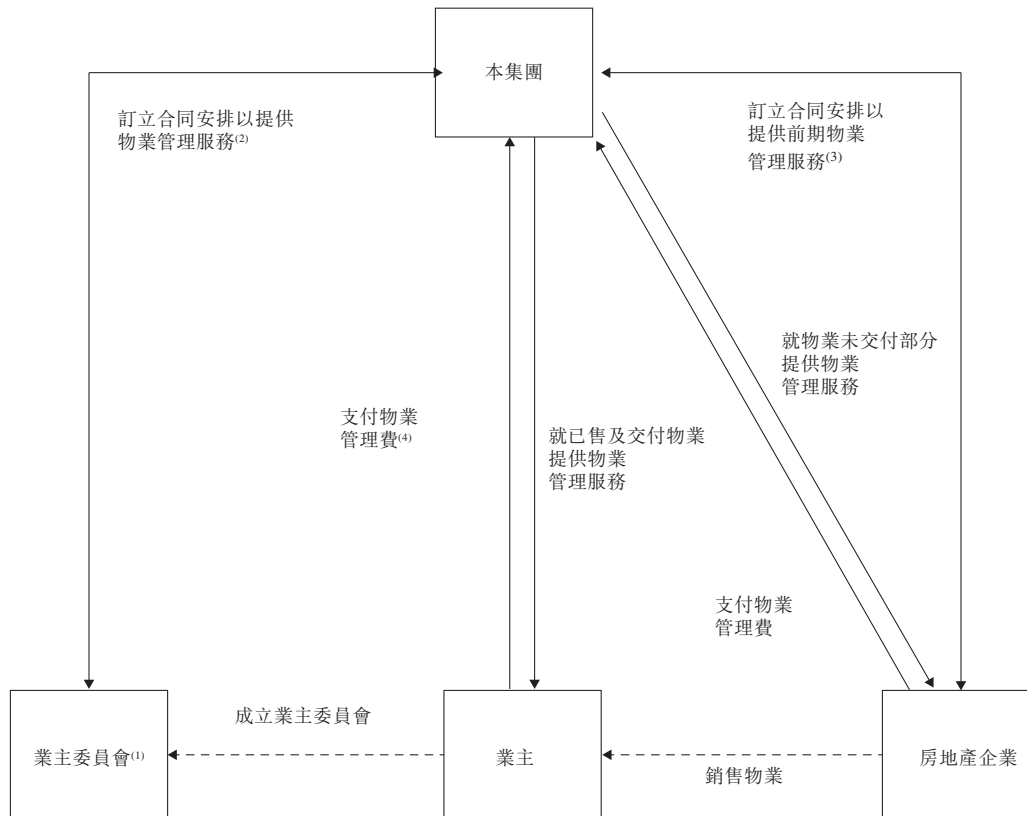 本集團
訂立合同安排以提供
物業管理服務(2)
訂立合同安排以
提供前期物業
管理服務(3)
就物業未交付部分
提供物業
管理服務
支付物業
管理費(4)
就已售及交付物業
提供物業
管理服務
支付物業
管理費
成立業主委員會
業主委員會(1)
業主
銷售物業
房地產企業